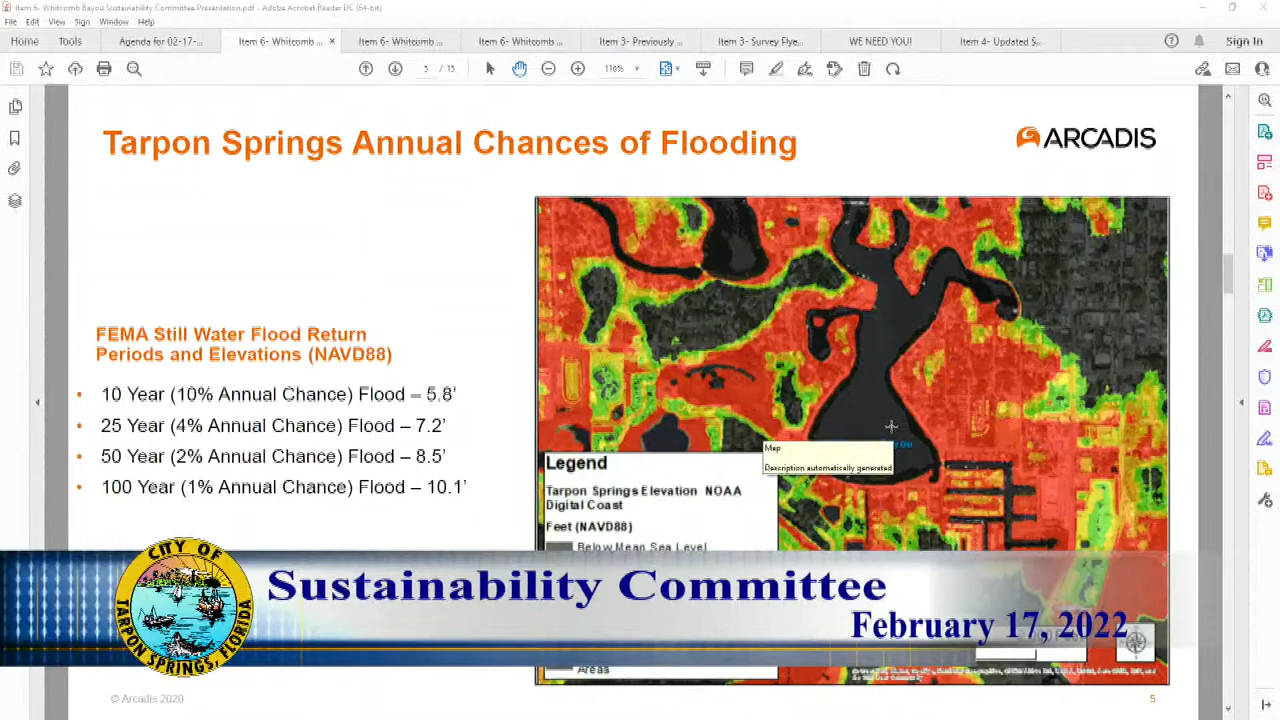 Item 6- Whitcomb Bayou Sustainability Committee Presentation.pdf - Adobe Acrobat Reader DC (64-bit)
File Edit View Sign Window Help
Home Tools Agenda for 02-17-... Item 6- Whitcomb ... × Item 6- Whitcomb ... Item 6- Whitcomb ... Item 3- Previously ... Item 3- Survey Flye... WE NEED YOU! Item 4- Updated S... Sign In
5 / 15 116%
Tarpon Springs Annual Chances of Flooding
ARCADIS
FEMA Still Water Flood Return
Periods and Elevations (NAVD88)
• 10 Year (10% Annual Chance) Flood – 5.8’
• 25 Year (4% Annual Chance) Flood – 7.2’
• 50 Year (2% Annual Chance) Flood – 8.5’
• 100 Year (1% Annual Chance) Flood – 10.1’
Map
Description automatically generated
Legend
Tarpon Springs Elevation NOAA
Digital Coast
Feet (NAVD88)
Below Mean Sea Level
Areas
CITY OF
TARPON SPRINGS, FLORIDA
Sustainability Committee
February 17, 2022
© Arcadis 2020
5